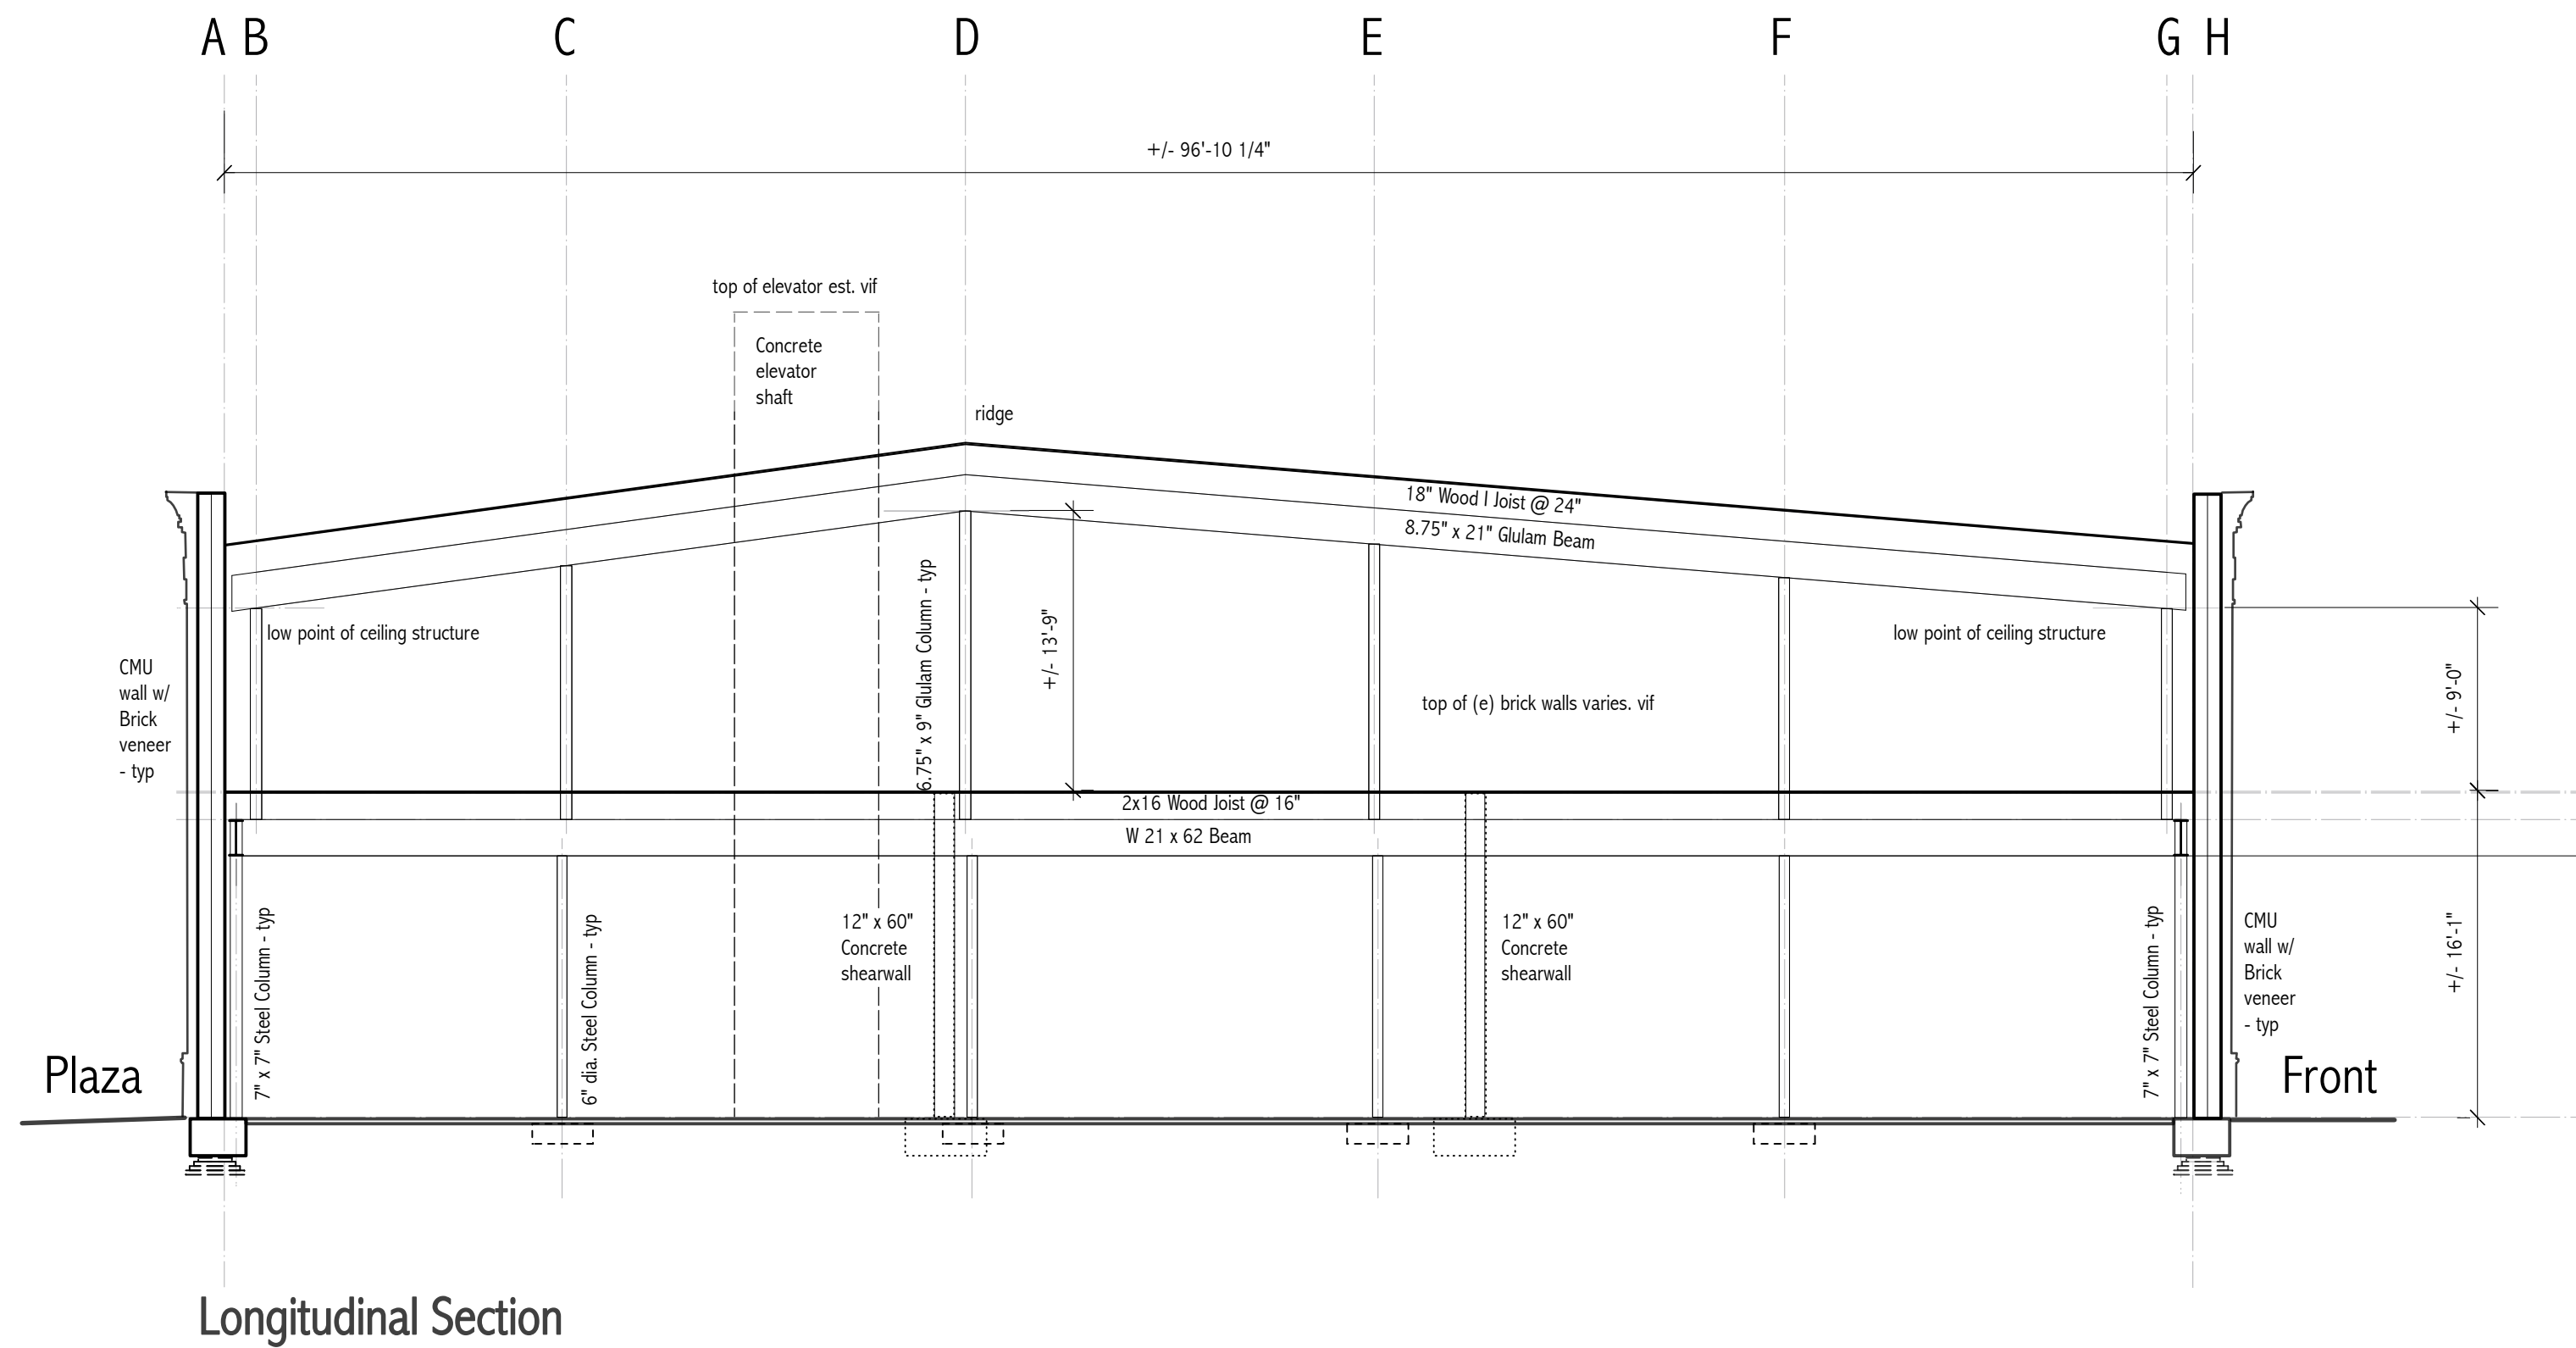 A B C D E F G H
+/- 96'-10 1/4"
top of elevator est. vif
Concrete
elevator
shaft
ridge
18" Wood I Joist @ 24"
8.75" x 21" Glulam Beam
6.75" x 9" Glulam Column - typ
+/- 13'-9"
low point of ceiling structure
low point of ceiling structure
CMU
wall w/
Brick
veneer
- typ
top of (e) brick walls varies. vif
+/- 9'-0"
2x16 Wood Joist @ 16"
W 21 x 62 Beam
7" x 7" Steel Column - typ
6" dia. Steel Column - typ
12" x 60"
Concrete
shearwall
12" x 60"
Concrete
shearwall
7" x 7" Steel Column - typ
CMU
wall w/
Brick
veneer
- typ
+/- 16'-1"
Plaza
Front
Longitudinal Section